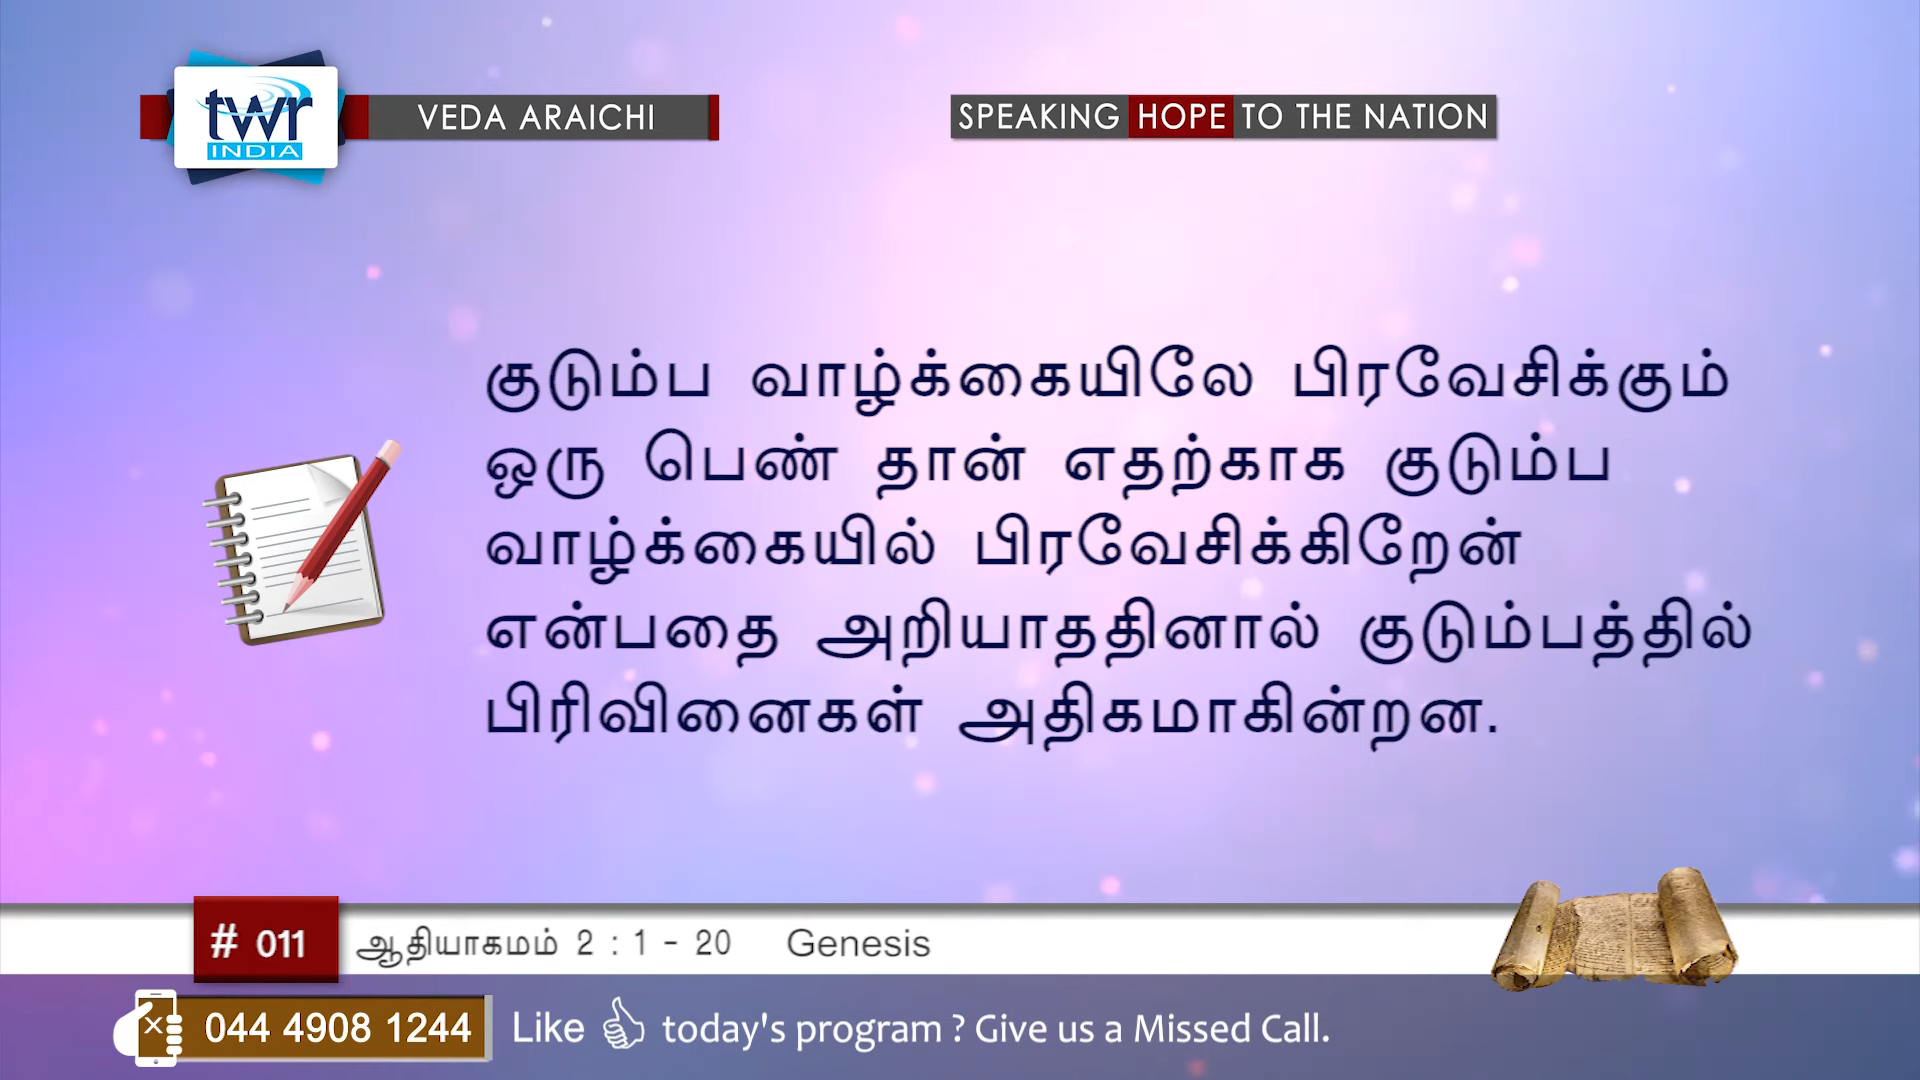 twr
INDIA
VEDA ARAICHI
SPEAKING HOPE TO THE NATION
குடும்ப வாழ்க்கையிலே பிரவேசிக்கும்
ஒரு பெண் தான் எதற்காக குடும்ப
வாழ்க்கையில் பிரவேசிக்கிறேன்
என்பதை அறியாததினால் குடும்பத்தில்
பிரிவினைகள் அதிகமாகின்றன.
# 011 ஆதியாகமம் 2 : 1 - 20 Genesis
044 4908 1244 Like today's program ? Give us a Missed Call.